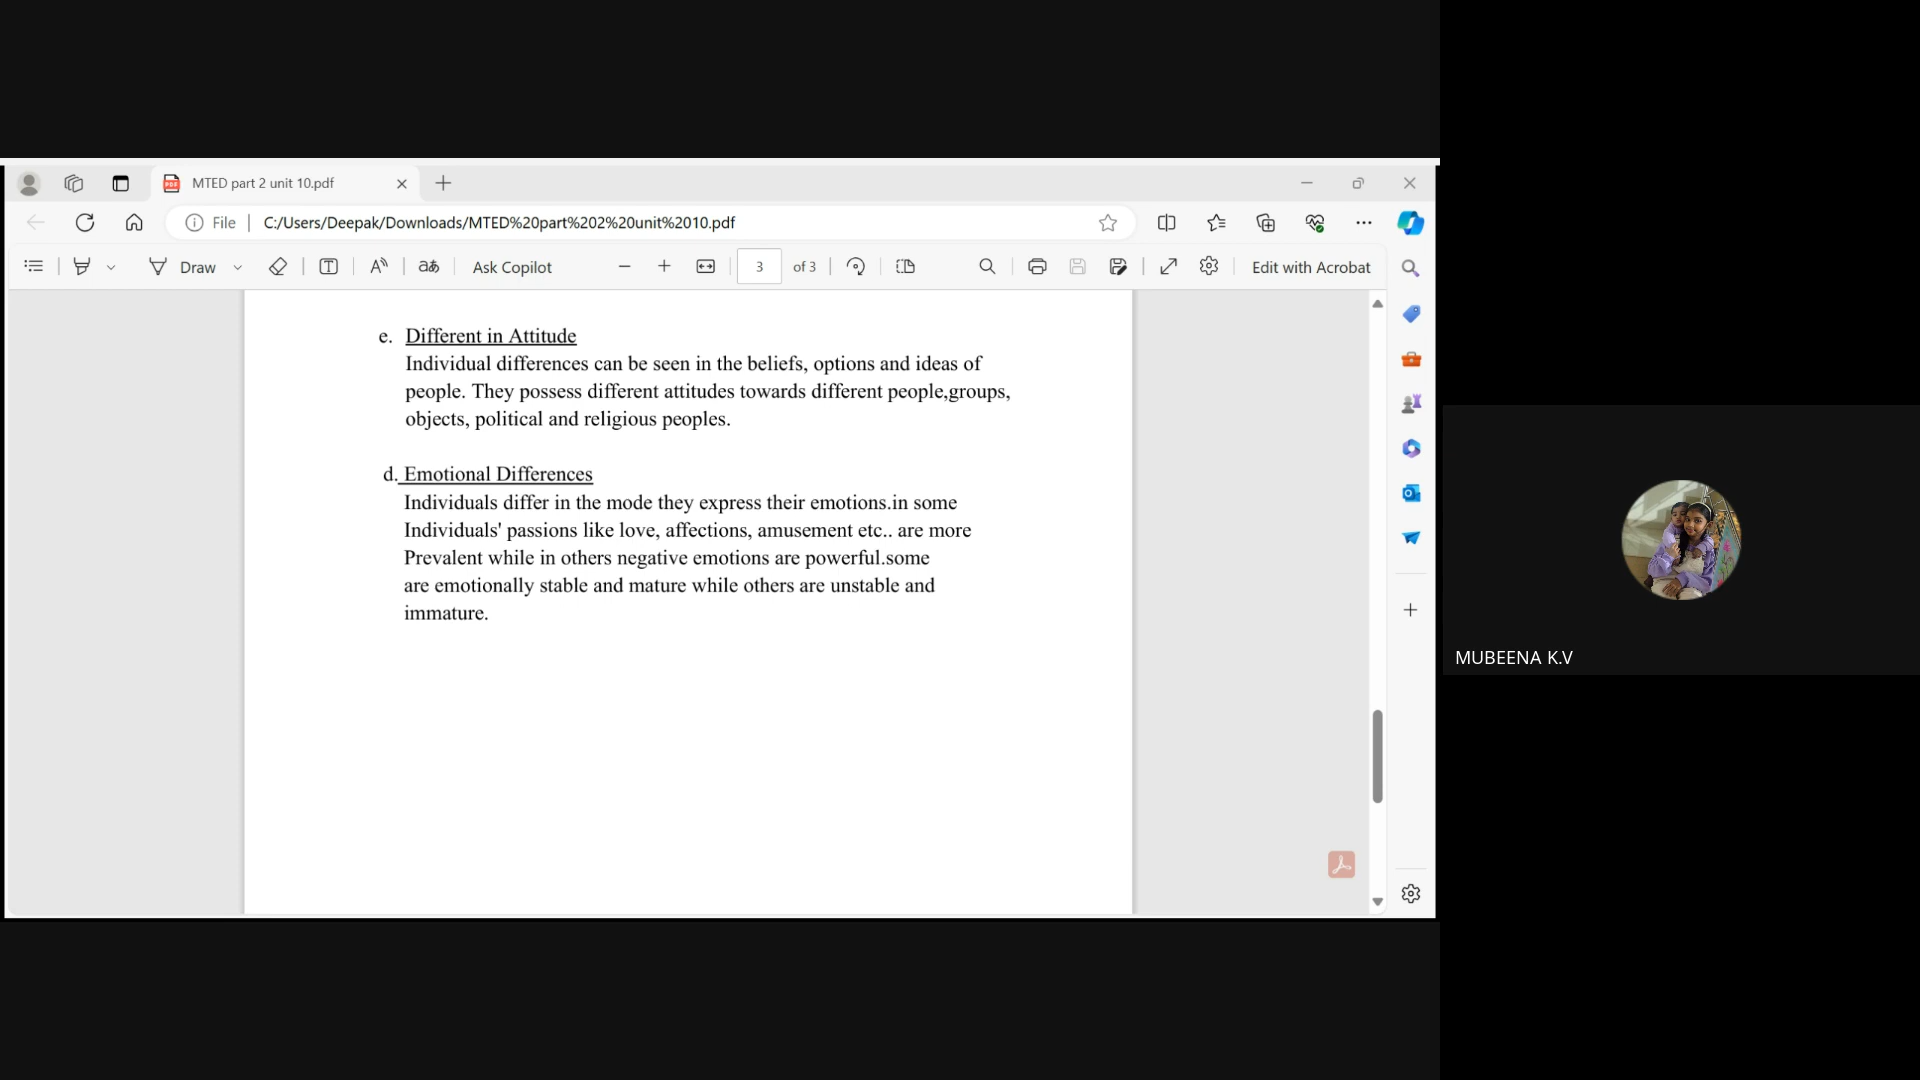 MTED part 2 unit 10.pdf
File
C:/Users/Deepak/Downloads/MTED%20part%202%20unit%2010.pdf
Draw
aあ
Ask Copilot
3 of 3
Edit with Acrobat
e. Different in Attitude
Individual differences can be seen in the beliefs, options and ideas of
people. They possess different attitudes towards different people,groups,
objects, political and religious peoples.
d. Emotional Differences
Individuals differ in the mode they express their emotions.in some
Individuals' passions like love, affections, amusement etc.. are more
Prevalent while in others negative emotions are powerful.some
are emotionally stable and mature while others are unstable and
immature.
MUBEENA K.V